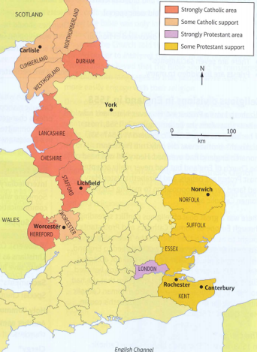 SCOTLAND
Strongly Catholic area
Some Catholic support
Strongly Protestant area
Some Protestant support
NORTHUMBERLAND
Carlisle
CUMBERLAND
DURHAM
WESTMORLAND
N
York
0 100
km
LANCASHIRE
CHESHIRE
STAFFORD
Lichfield
Norwich
NORFOLK
WALES
Worcester
WORCESTER
HEREFORD
SUFFOLK
ESSEX
LONDON
Rochester
Canterbury
KENT
English Channel